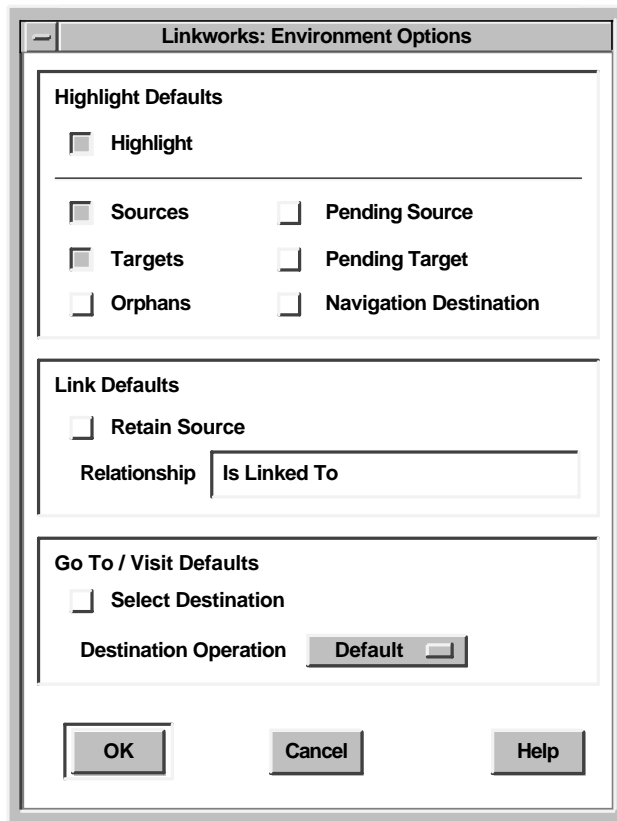 Linkworks: Environment Options
Highlight Defaults
Highlight
Sources Pending Source
Targets Pending Target
Orphans Navigation Destination
Link Defaults
Retain Source
Relationship Is Linked To
Go To / Visit Defaults
Select Destination
Destination Operation Default
OK Cancel Help